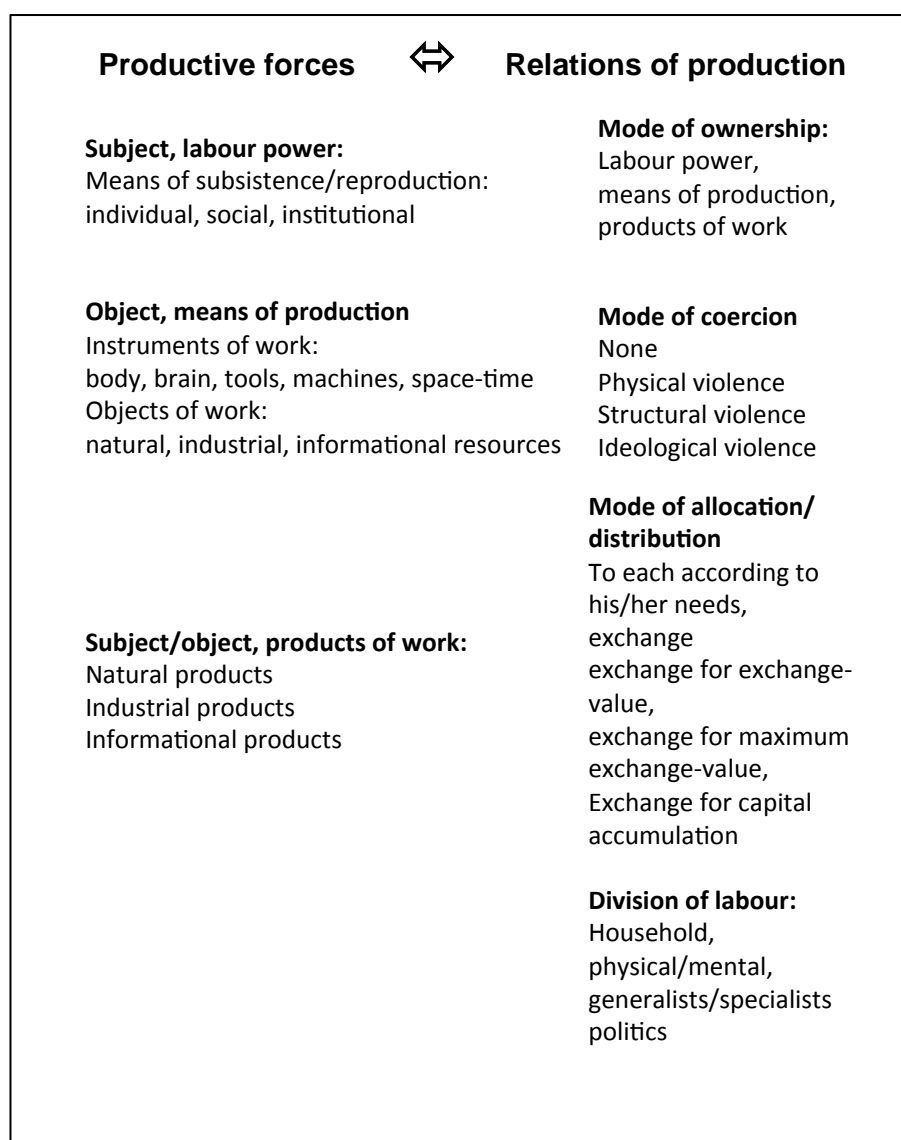 Productive forces ⬄ Relations of production
Subject, labour power:
Means of subsistence/reproduction:
individual, social, institutional
Object, means of production
Instruments of work:
body, brain, tools, machines, space-time
Objects of work:
natural, industrial, informational resources
Subject/object, products of work:
Natural products
Industrial products
Informational products
Mode of ownership:
Labour power,
means of production,
products of work
Mode of coercion
None
Physical violence
Structural violence
Ideological violence
Mode of allocation/
distribution
To each according to
his/her needs,
exchange
exchange for exchange-
value,
exchange for maximum
exchange-value,
Exchange for capital
accumulation
Division of labour:
Household,
physical/mental,
generalists/specialists
politics